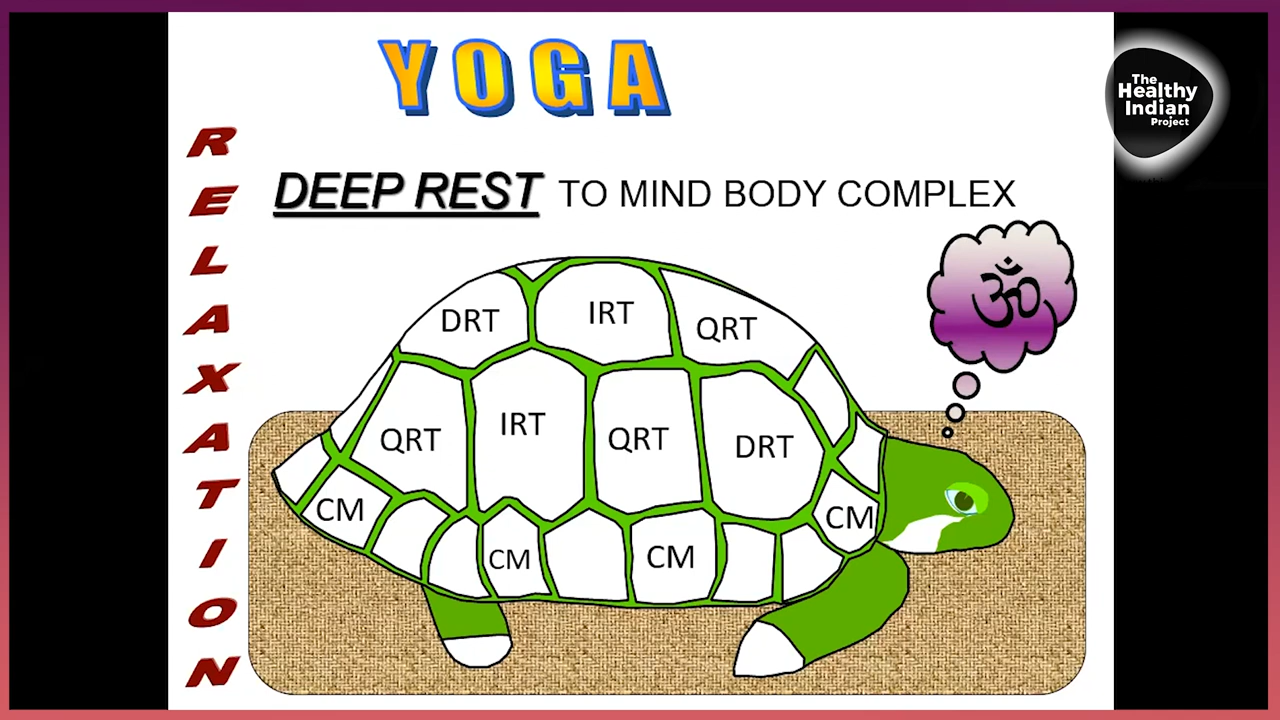 YOGA
The
Healthy
Indian
Project
RELAXATION
DEEP REST TO MIND BODY COMPLEX
ॐ
DRT IRT QRT
QRT IRT QRT DRT
CM CM CM CM